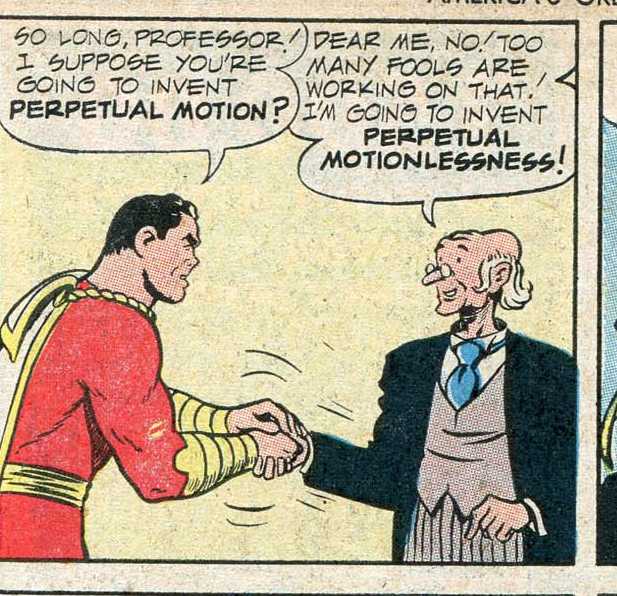 SO LONG, PROFESSOR!
I SUPPOSE YOU'RE
GOING TO INVENT
PERPETUAL MOTION?
DEAR ME, NO! TOO
MANY FOOLS ARE
WORKING ON THAT!
I'M GOING TO INVENT
PERPETUAL
MOTIONLESSNESS!